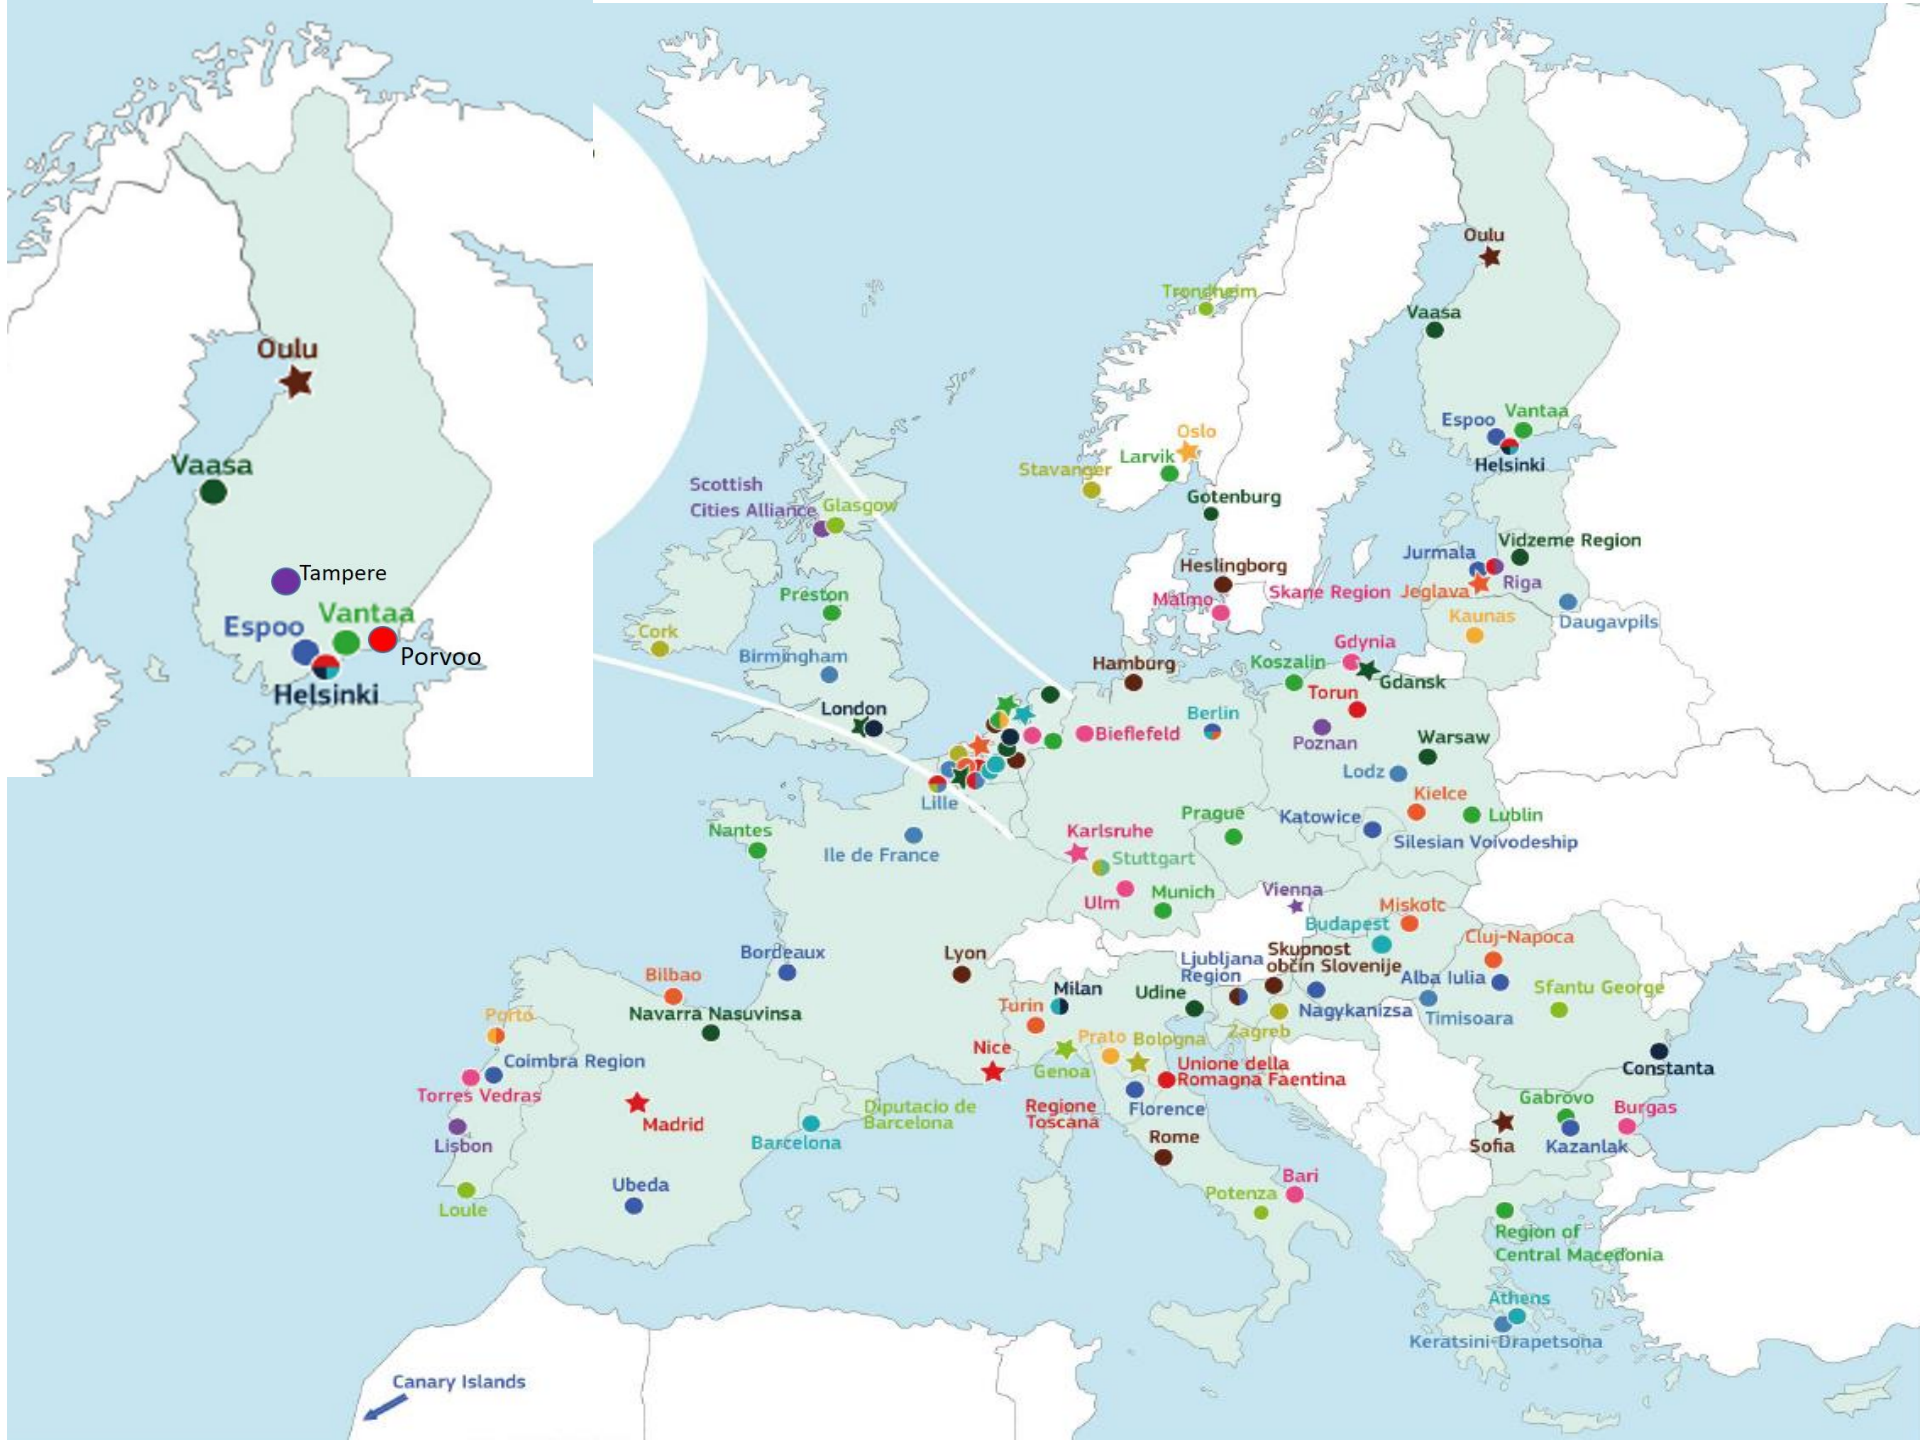 Oulu
Vaasa
Tampere
Espoo
Vantaa
Porvoo
Helsinki
Oulu
Trondheim
Vaasa
Espoo
Vantaa
Helsinki
Oslo
Larvik
Stavanger
Gotenburg
Scottish
Cities Alliance
Glasgow
Vidzeme Region
Jurmala
Riga
Heslingborg
Malmo
Skane Region
Jeglava
Kaunas
Daugavpils
Preston
Cork
Birmingham
Gdynia
Hamburg
Koszalin
Gdansk
Torun
London
Berlin
Bieflefeld
Poznan
Warsaw
Lodz
Kielce
Lille
Prague
Katowice
Lublin
Silesian Voivodeship
Nantes
Ile de France
Karlsruhe
Stuttgart
Ulm
Munich
Vienna
Miskolc
Budapest
Cluj-Napoca
Bordeaux
Lyon
Ljubljana
Region
Skupnost
občin Slovenije
Bilbao
Alba Iulia
Sfantu George
Milan
Udine
Turin
Nagykanizsa
Timisoara
Porto
Navarra Nasuvinsa
Zagreb
Prato
Bologna
Nice
Genoa
Coimbra Region
Unione della
Romagna Faentina
Constanta
Torres Vedras
Diputacio de
Barcelona
Regione
Toscana
Florence
Gabrovo
Burgas
Madrid
Lisbon
Barcelona
Rome
Sofia
Kazanlak
Bari
Ubeda
Potenza
Loule
Region of
Central Macedonia
Athens
Keratsini-Drapetsona
Canary Islands